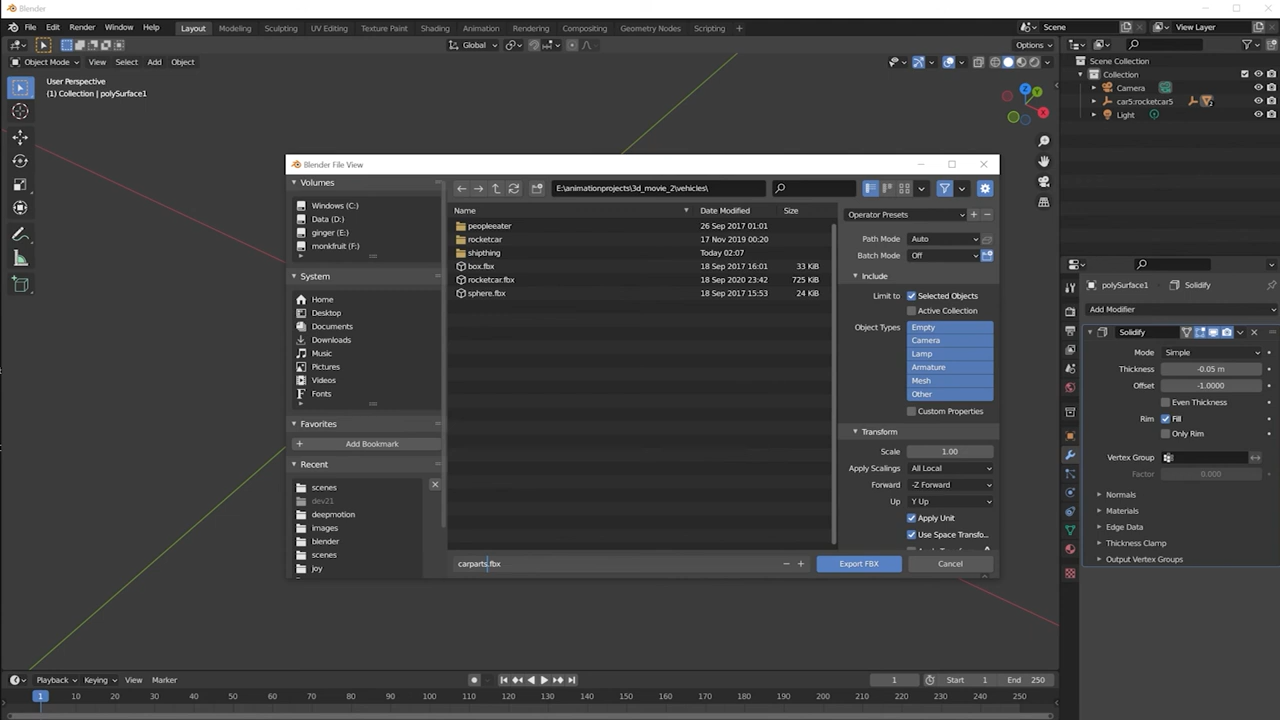 Blender
File Edit Render Window Help Layout Modeling Sculpting UV Editing Texture Paint Shading Animation Rendering Compositing Geometry Nodes Scripting + Scene View Layer
Global Options
Object Mode View Select Add Object
User Perspective
(1) Collection | polySurface1
Scene Collection
Collection
Camera
car5:rocketcar5
Light
Blender File View
Volumes
Windows (C:)
Data (D:)
ginger (E:)
monkfruit (F:)
System
Home
Desktop
Documents
Downloads
Music
Pictures
Videos
Fonts
Favorites
Add Bookmark
Recent
scenes
dev21
deepmotion
images
blender
scenes
joy
E:\animationprojects\3d_movie_2\vehicles\
Name Date Modified Size
peopleeater 26 Sep 2017 01:01
rocketcar 17 Nov 2019 00:20
shipthing Today 02:07
box.fbx 18 Sep 2017 16:01 33 KiB
rocketcar.fbx 18 Sep 2020 23:42 725 KiB
sphere.fbx 18 Sep 2017 15:53 24 KiB
carparts.fbx
Export FBX Cancel
Operator Presets
Path Mode Auto
Batch Mode Off
Include
Limit to Selected Objects
Active Collection
Object Types Empty
Camera
Lamp
Armature
Mesh
Other
Custom Properties
Transform
Scale 1.00
Apply Scalings All Local
Forward -Z Forward
Up Y Up
Apply Unit
Use Space Transfo...
polySurface1 Solidify
Add Modifier
Solidify
Mode Simple
Thickness -0.05 m
Offset -1.0000
Even Thickness
Rim Fill
Only Rim
Vertex Group
Factor 0.000
Normals
Materials
Edge Data
Thickness Clamp
Output Vertex Groups
Playback Keying View Marker 1 Start 1 End 250
1 10 20 30 40 50 60 70 80 90 100 110 120 130 140 150 160 170 180 190 200 210 220 230 240 250